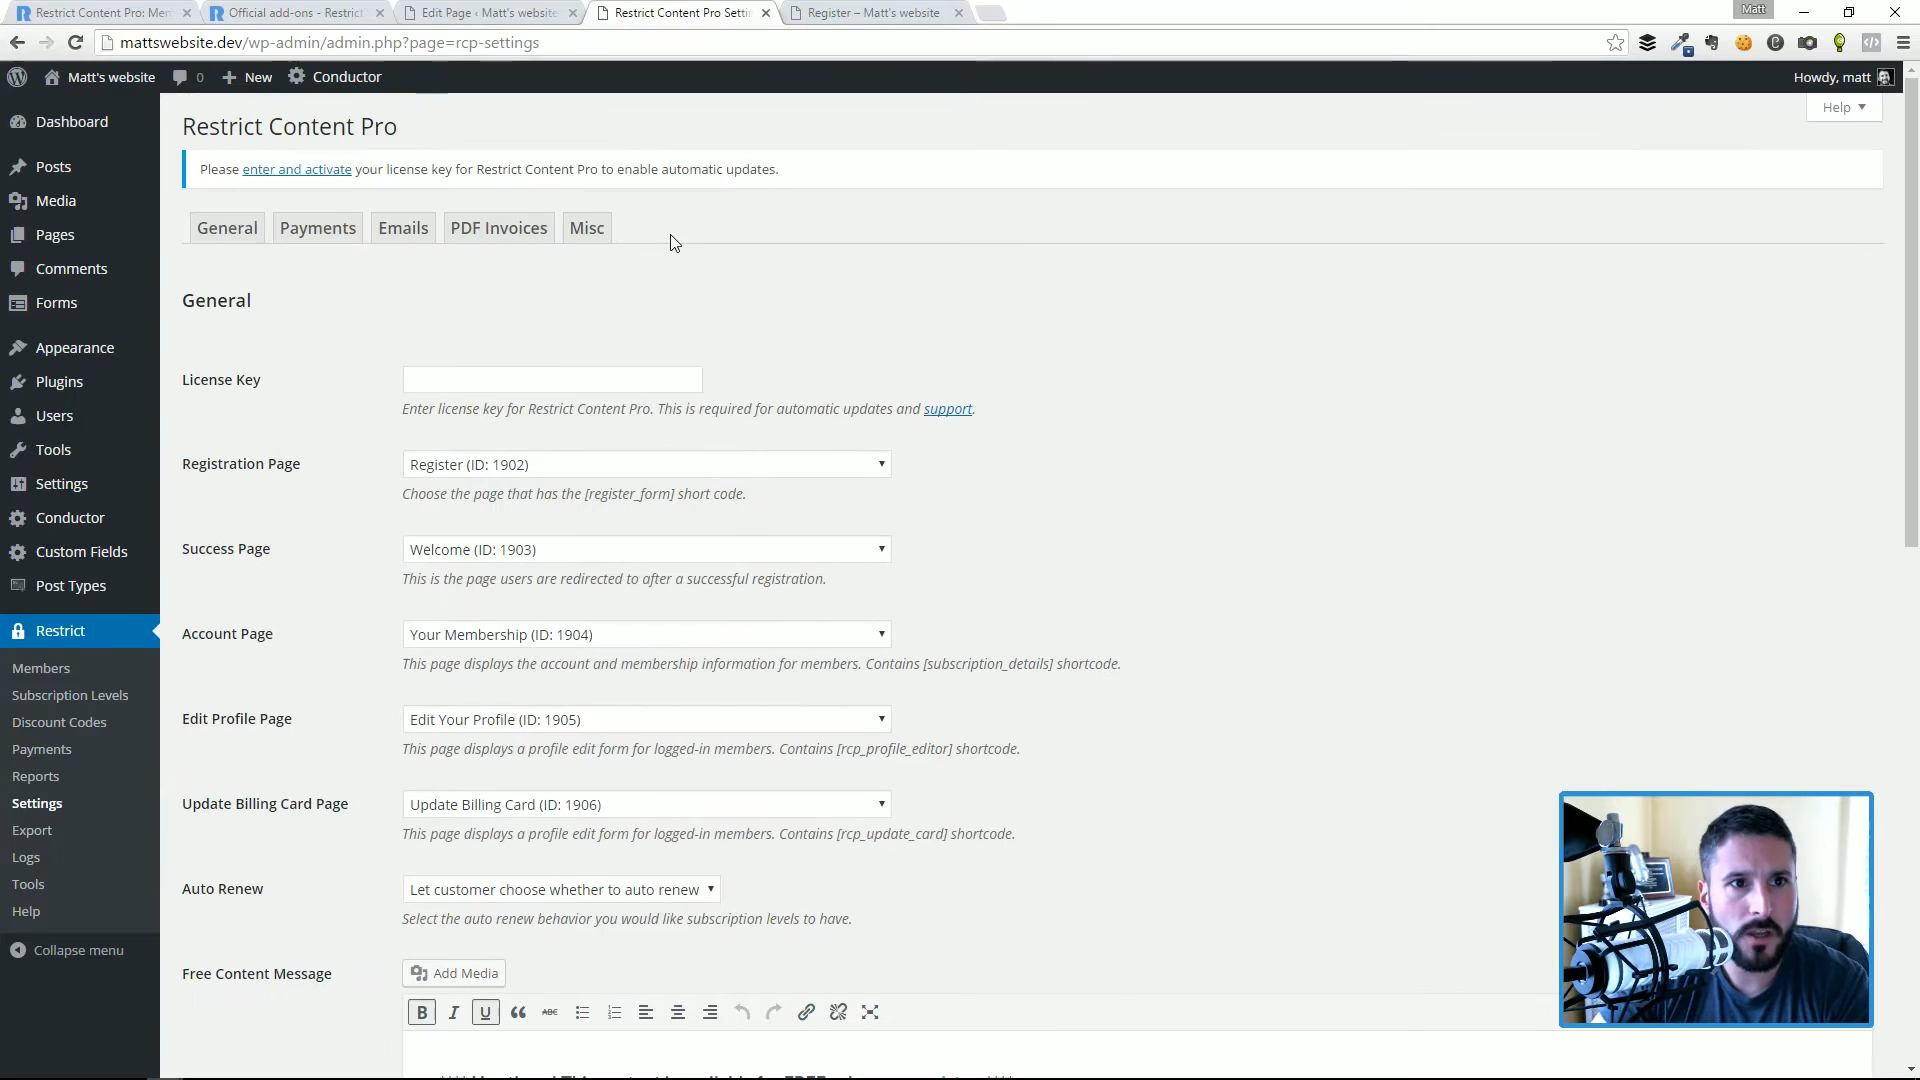 Restrict Content Pro: Mem
Official add-ons - Restrict
Edit Page ‹ Matt's website
Restrict Content Pro Settin
Register – Matt's website
Matt
mattswebsite.dev/wp-admin/admin.php?page=rcp-settings
Matt's website
0
New
Conductor
Howdy, matt
Help
Dashboard
Posts
Media
Pages
Comments
Forms
Appearance
Plugins
Users
Tools
Settings
Conductor
Custom Fields
Post Types
Restrict
Members
Subscription Levels
Discount Codes
Payments
Reports
Settings
Export
Logs
Tools
Help
Collapse menu
Restrict Content Pro
Please enter and activate your license key for Restrict Content Pro to enable automatic updates.
General
Payments
Emails
PDF Invoices
Misc
General
License Key
Enter license key for Restrict Content Pro. This is required for automatic updates and support.
Registration Page
Register (ID: 1902)
Choose the page that has the [register_form] short code.
Success Page
Welcome (ID: 1903)
This is the page users are redirected to after a successful registration.
Account Page
Your Membership (ID: 1904)
This page displays the account and membership information for members. Contains [subscription_details] shortcode.
Edit Profile Page
Edit Your Profile (ID: 1905)
This page displays a profile edit form for logged-in members. Contains [rcp_profile_editor] shortcode.
Update Billing Card Page
Update Billing Card (ID: 1906)
This page displays a profile edit form for logged-in members. Contains [rcp_update_card] shortcode.
Auto Renew
Let customer choose whether to auto renew
Select the auto renew behavior you would like subscription levels to have.
Free Content Message
Add Media
B I U ABC